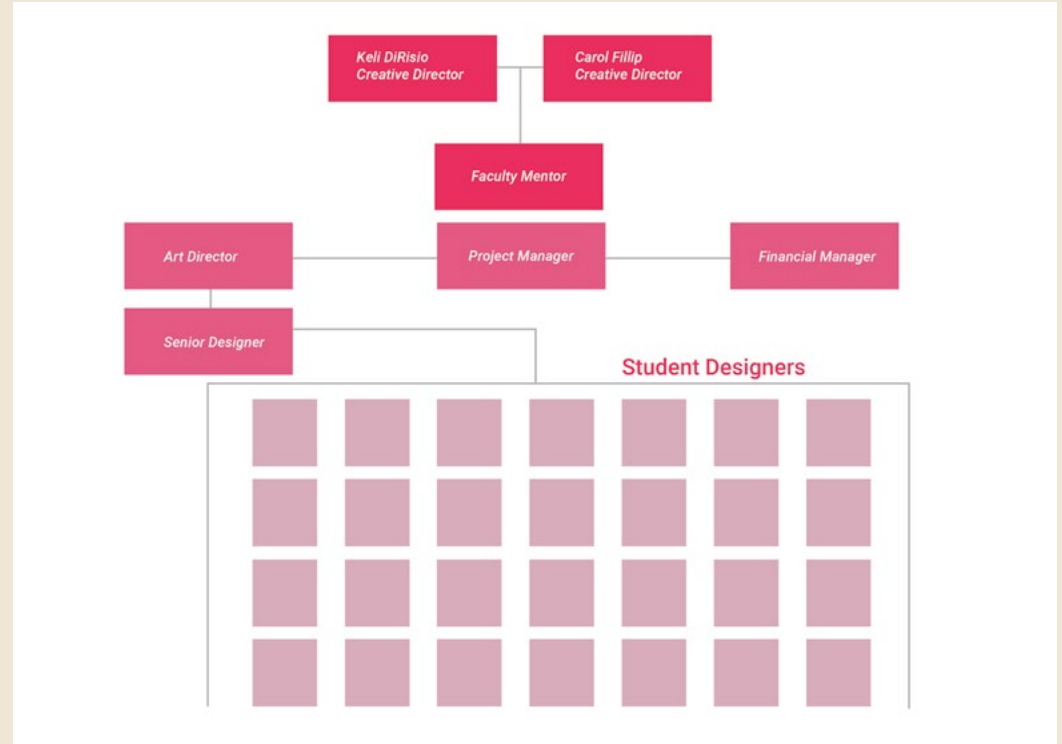 Keli DiRisio
Creative Director
Carol Fillip
Creative Director
Faculty Mentor
Art Director
Project Manager
Financial Manager
Senior Designer
Student Designers